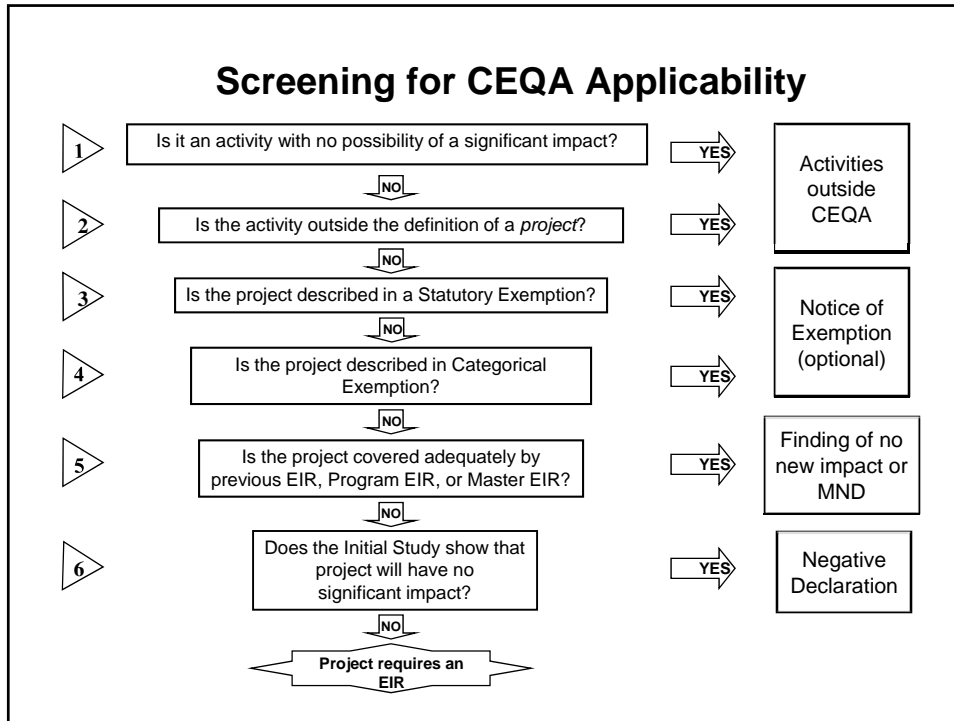 Screening for CEQA Applicability
1
Is it an activity with no possibility of a significant impact?
YES
Activities
outside
CEQA
NO
2
Is the activity outside the definition of a project?
YES
NO
3
Is the project described in a Statutory Exemption?
YES
Notice of
Exemption
(optional)
NO
4
Is the project described in Categorical
Exemption?
YES
NO
5
Is the project covered adequately by
previous EIR, Program EIR, or Master EIR?
YES
Finding of no
new impact or
MND
NO
6
Does the Initial Study show that
project will have no
significant impact?
YES
Negative
Declaration
NO
Project requires an
EIR